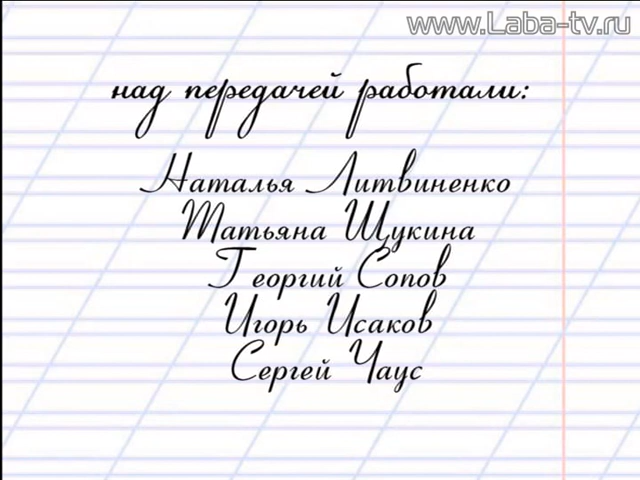 www.Laba-tv.ru
над передачей работали:
Наталья Литвиненко
Татьяна Щукина
Георгий Сопов
Игорь Исаков
Сергей Чаус